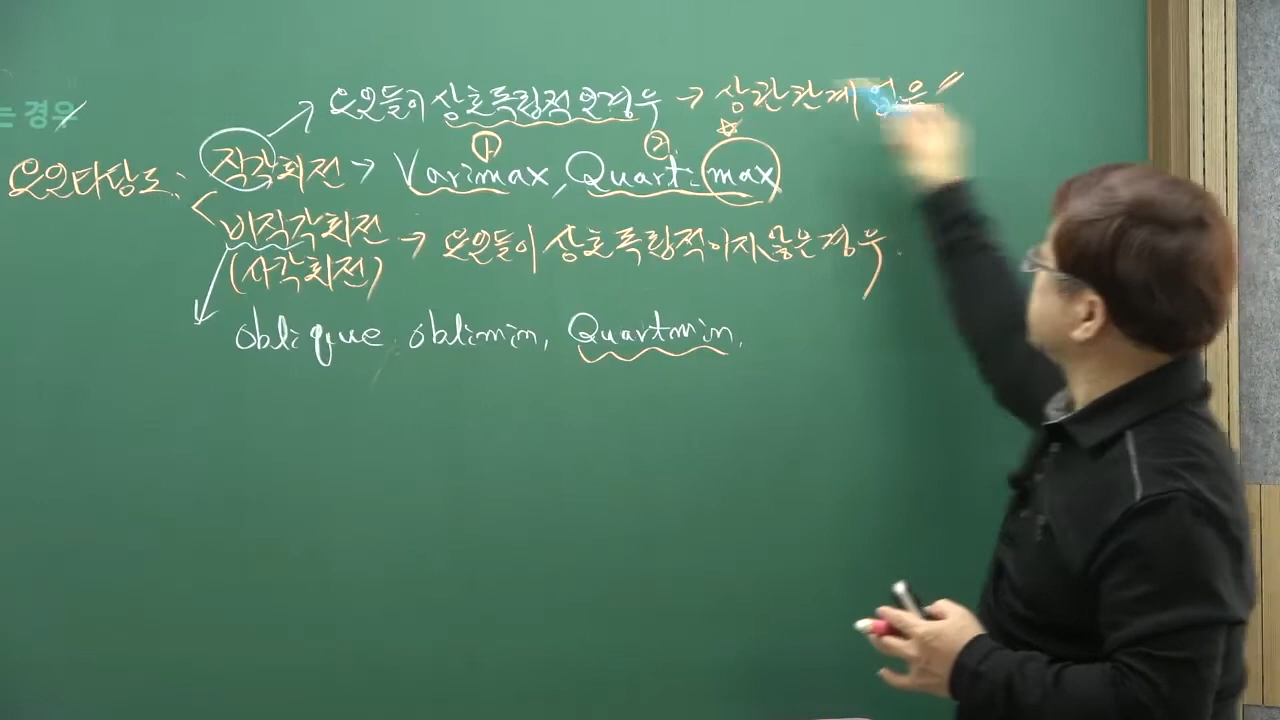 는 경우
요인들이 상호독립적인경우 → 상관관계 없음"
요인타당도: 직각회전 → ① Varimax, ② Quartimax ☆
비직각회전 (사각회전) → 요인들이 상호독립적이지않은경우.
oblique, oblimin, Quartmin,